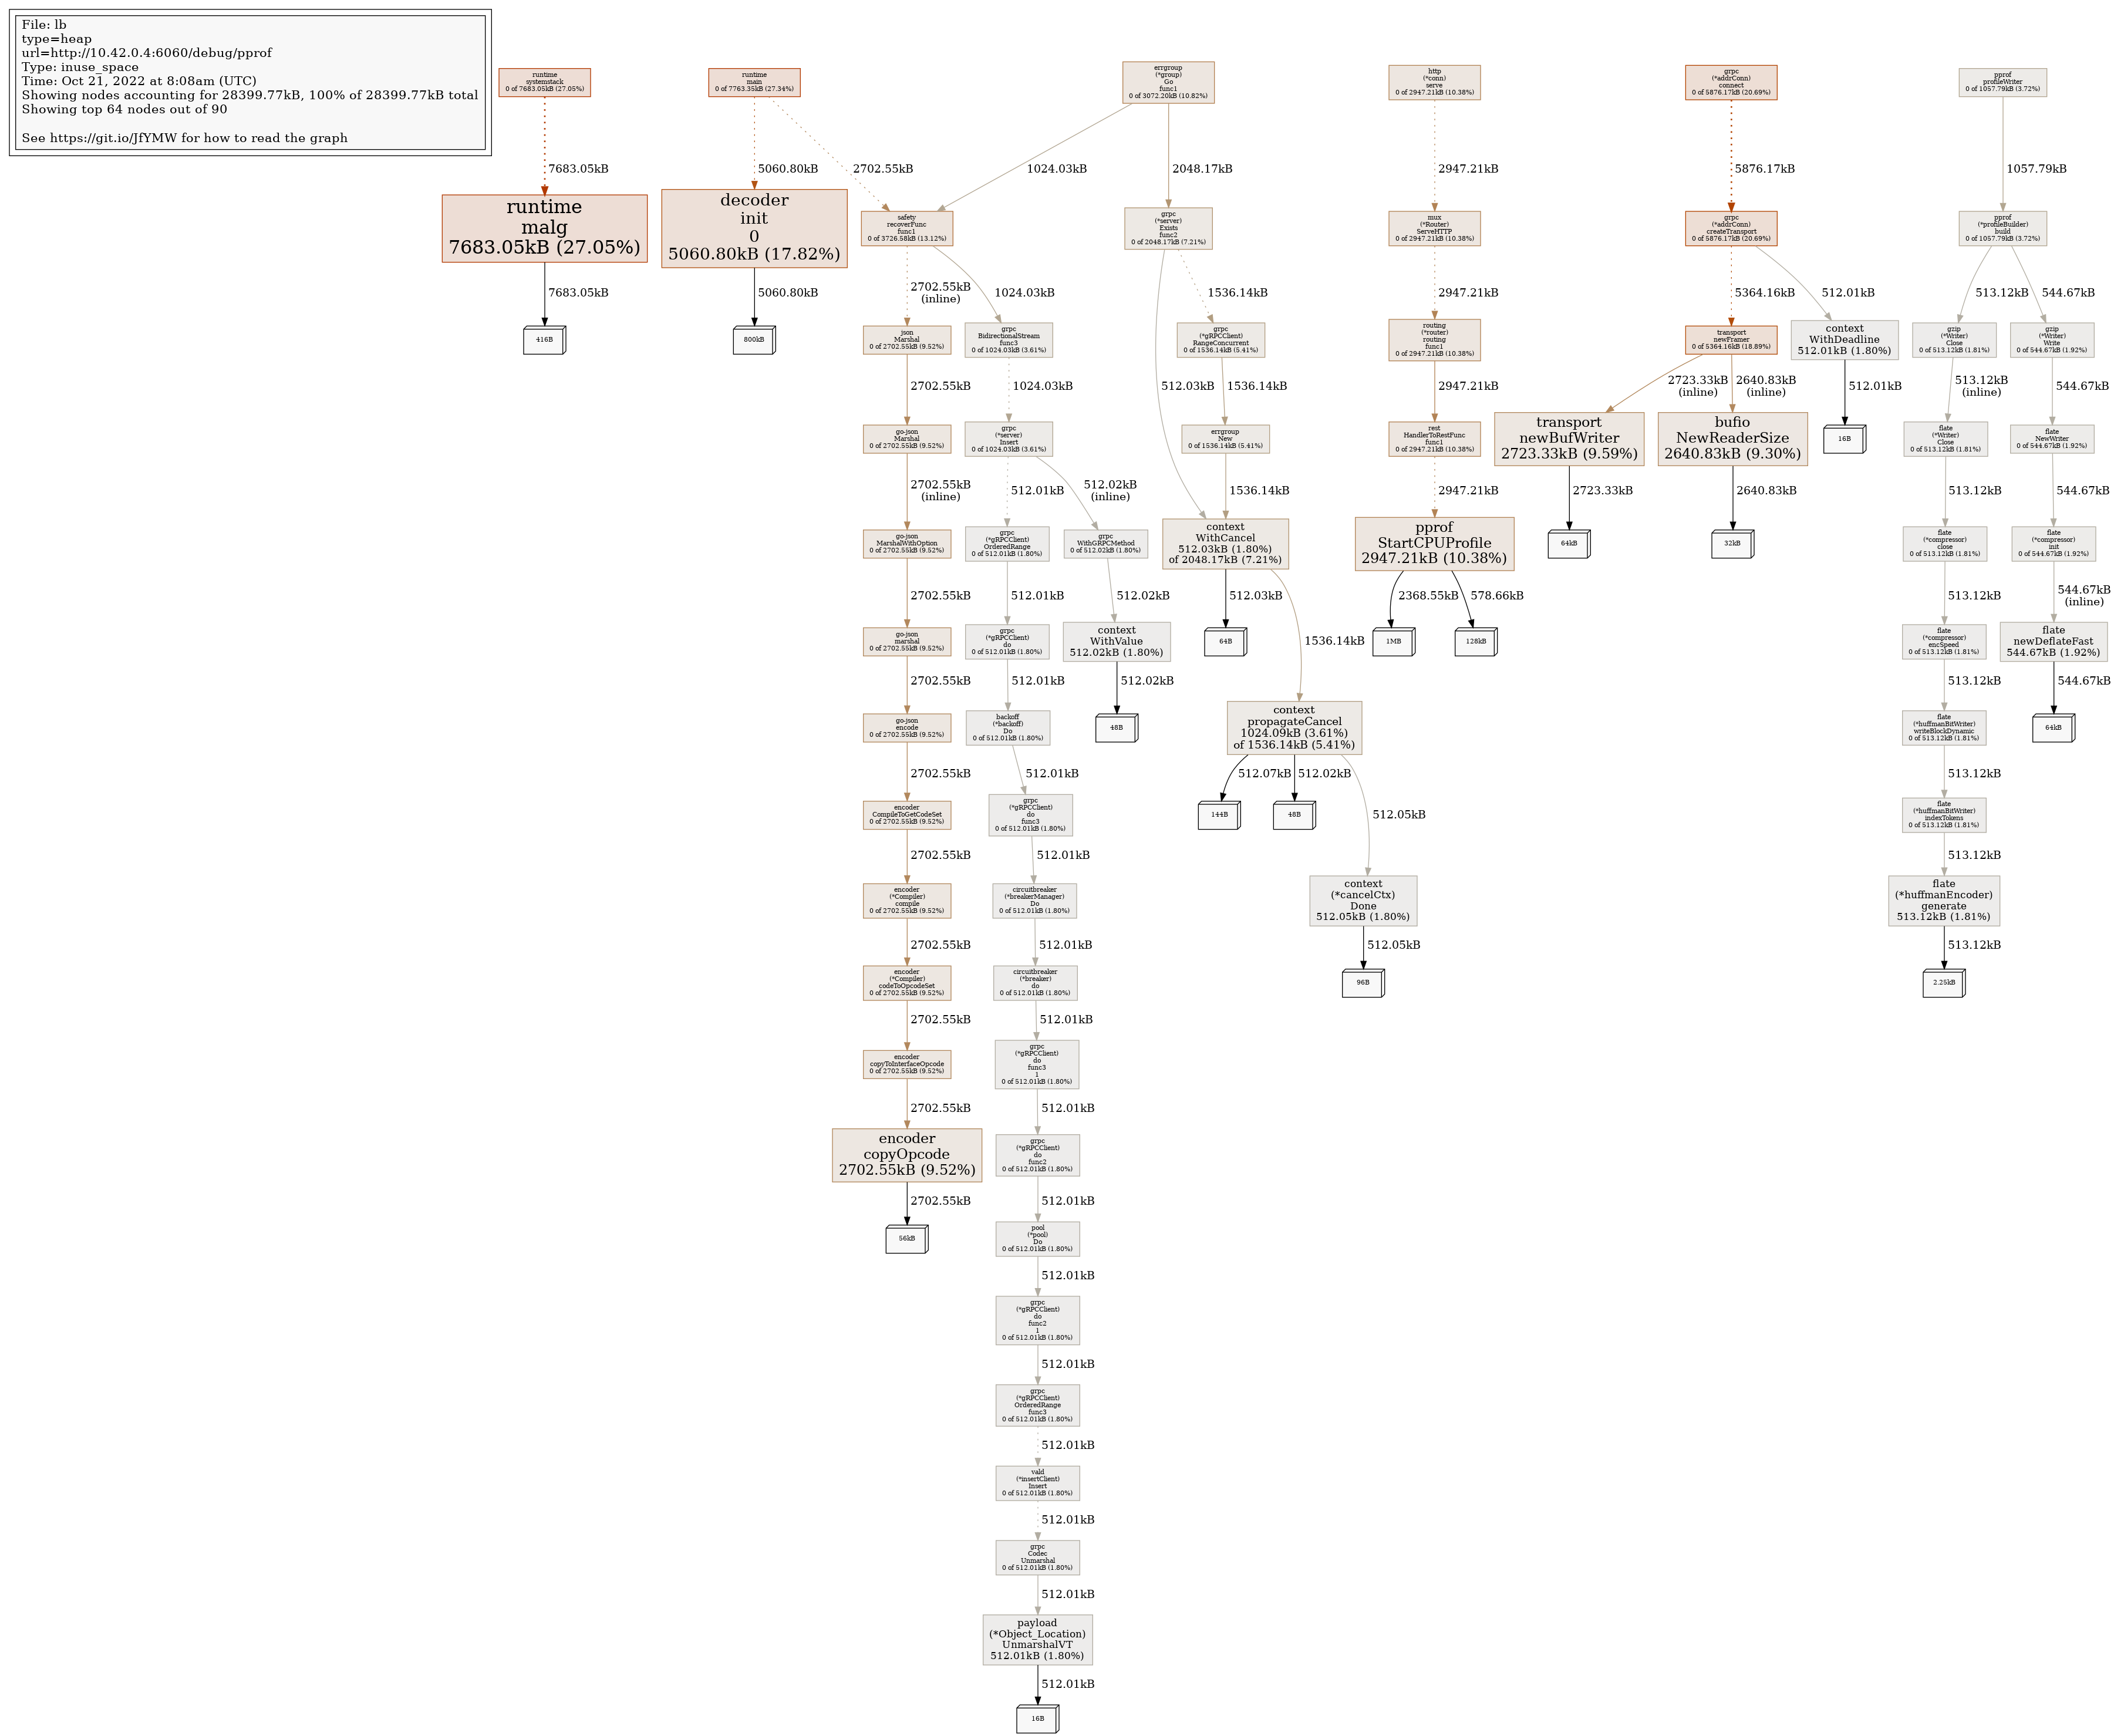 File: lb
type=heap
url=http://10.42.0.4:6060/debug/pprof
Type: inuse_space
Time: Oct 21, 2022 at 8:08am (UTC)
Showing nodes accounting for 28399.77kB, 100% of 28399.77kB total
Showing top 64 nodes out of 90
See https://git.io/JfYMW for how to read the graph
runtime
systemstack
0 of 7683.05kB (27.05%)
7683.05kB
runtime
malg
7683.05kB (27.05%)
7683.05kB
416B
runtime
main
0 of 7763.35kB (27.34%)
5060.80kB
2702.55kB
decoder
init
0
5060.80kB (17.82%)
5060.80kB
800kB
errgroup
(*group)
Go
func1
0 of 3072.20kB (10.82%)
1024.03kB
2048.17kB
safety
recoverFunc
func1
0 of 3726.58kB (13.12%)
2702.55kB
(inline)
1024.03kB
json
Marshal
0 of 2702.55kB (9.52%)
2702.55kB
go-json
Marshal
0 of 2702.55kB (9.52%)
2702.55kB
(inline)
go-json
MarshalWithOption
0 of 2702.55kB (9.52%)
2702.55kB
go-json
marshal
0 of 2702.55kB (9.52%)
2702.55kB
go-json
encode
0 of 2702.55kB (9.52%)
2702.55kB
encoder
CompileToGetCodeSet
0 of 2702.55kB (9.52%)
2702.55kB
encoder
(*Compiler)
compile
0 of 2702.55kB (9.52%)
2702.55kB
encoder
(*Compiler)
codeToOpcodeSet
0 of 2702.55kB (9.52%)
2702.55kB
encoder
copyToInterfaceOpcode
0 of 2702.55kB (9.52%)
2702.55kB
encoder
copyOpcode
2702.55kB (9.52%)
2702.55kB
56kB
grpc
BidirectionalStream
func3
0 of 1024.03kB (3.61%)
1024.03kB
grpc
(*server)
Insert
0 of 1024.03kB (3.61%)
512.01kB
512.02kB
(inline)
grpc
(*gRPCClient)
OrderedRange
0 of 512.01kB (1.80%)
512.01kB
grpc
(*gRPCClient)
do
0 of 512.01kB (1.80%)
512.01kB
backoff
(*backoff)
Do
0 of 512.01kB (1.80%)
512.01kB
grpc
(*gRPCClient)
do
func3
0 of 512.01kB (1.80%)
512.01kB
circuitbreaker
(*breakerManager)
Do
0 of 512.01kB (1.80%)
512.01kB
circuitbreaker
(*breaker)
do
0 of 512.01kB (1.80%)
512.01kB
grpc
(*gRPCClient)
do
func3
1
0 of 512.01kB (1.80%)
512.01kB
grpc
(*gRPCClient)
do
func2
0 of 512.01kB (1.80%)
512.01kB
pool
(*pool)
Do
0 of 512.01kB (1.80%)
512.01kB
grpc
(*gRPCClient)
do
func2
1
0 of 512.01kB (1.80%)
512.01kB
grpc
(*gRPCClient)
OrderedRange
func3
0 of 512.01kB (1.80%)
512.01kB
vald
(*insertClient)
Insert
0 of 512.01kB (1.80%)
512.01kB
grpc
Codec
Unmarshal
0 of 512.01kB (1.80%)
512.01kB
payload
(*Object_Location)
UnmarshalVT
512.01kB (1.80%)
512.01kB
16B
grpc
WithGRPCMethod
0 of 512.02kB (1.80%)
512.02kB
context
WithValue
512.02kB (1.80%)
512.02kB
48B
grpc
(*server)
Exists
func2
0 of 2048.17kB (7.21%)
512.03kB
1536.14kB
grpc
(*gRPCClient)
RangeConcurrent
0 of 1536.14kB (5.41%)
1536.14kB
errgroup
New
0 of 1536.14kB (5.41%)
1536.14kB
context
WithCancel
512.03kB (1.80%)
of 2048.17kB (7.21%)
512.03kB
64B
1536.14kB
context
propagateCancel
1024.09kB (3.61%)
of 1536.14kB (5.41%)
512.07kB
144B
512.02kB
48B
512.05kB
context
(*cancelCtx)
Done
512.05kB (1.80%)
512.05kB
96B
http
(*conn)
serve
0 of 2947.21kB (10.38%)
2947.21kB
mux
(*Router)
ServeHTTP
0 of 2947.21kB (10.38%)
2947.21kB
routing
(*router)
routing
func1
0 of 2947.21kB (10.38%)
2947.21kB
rest
HandlerToRestFunc
func1
0 of 2947.21kB (10.38%)
2947.21kB
pprof
StartCPUProfile
2947.21kB (10.38%)
2368.55kB
1MB
578.66kB
128kB
grpc
(*addrConn)
connect
0 of 5876.17kB (20.69%)
5876.17kB
grpc
(*addrConn)
createTransport
0 of 5876.17kB (20.69%)
5364.16kB
512.01kB
transport
newFramer
0 of 5364.16kB (18.89%)
2723.33kB
(inline)
2640.83kB
(inline)
transport
newBufWriter
2723.33kB (9.59%)
2723.33kB
64kB
bufio
NewReaderSize
2640.83kB (9.30%)
2640.83kB
32kB
context
WithDeadline
512.01kB (1.80%)
512.01kB
16B
pprof
profileWriter
0 of 1057.79kB (3.72%)
1057.79kB
pprof
(*profileBuilder)
build
0 of 1057.79kB (3.72%)
513.12kB
544.67kB
gzip
(*Writer)
Close
0 of 513.12kB (1.81%)
513.12kB
(inline)
flate
(*Writer)
Close
0 of 513.12kB (1.81%)
513.12kB
flate
(*compressor)
close
0 of 513.12kB (1.81%)
513.12kB
flate
(*compressor)
encSpeed
0 of 513.12kB (1.81%)
513.12kB
flate
(*huffmanBitWriter)
writeBlockDynamic
0 of 513.12kB (1.81%)
513.12kB
flate
(*huffmanBitWriter)
indexTokens
0 of 513.12kB (1.81%)
513.12kB
flate
(*huffmanEncoder)
generate
513.12kB (1.81%)
513.12kB
2.25kB
gzip
(*Writer)
Write
0 of 544.67kB (1.92%)
544.67kB
flate
NewWriter
0 of 544.67kB (1.92%)
544.67kB
flate
(*compressor)
init
0 of 544.67kB (1.92%)
544.67kB
(inline)
flate
newDeflateFast
544.67kB (1.92%)
544.67kB
64kB